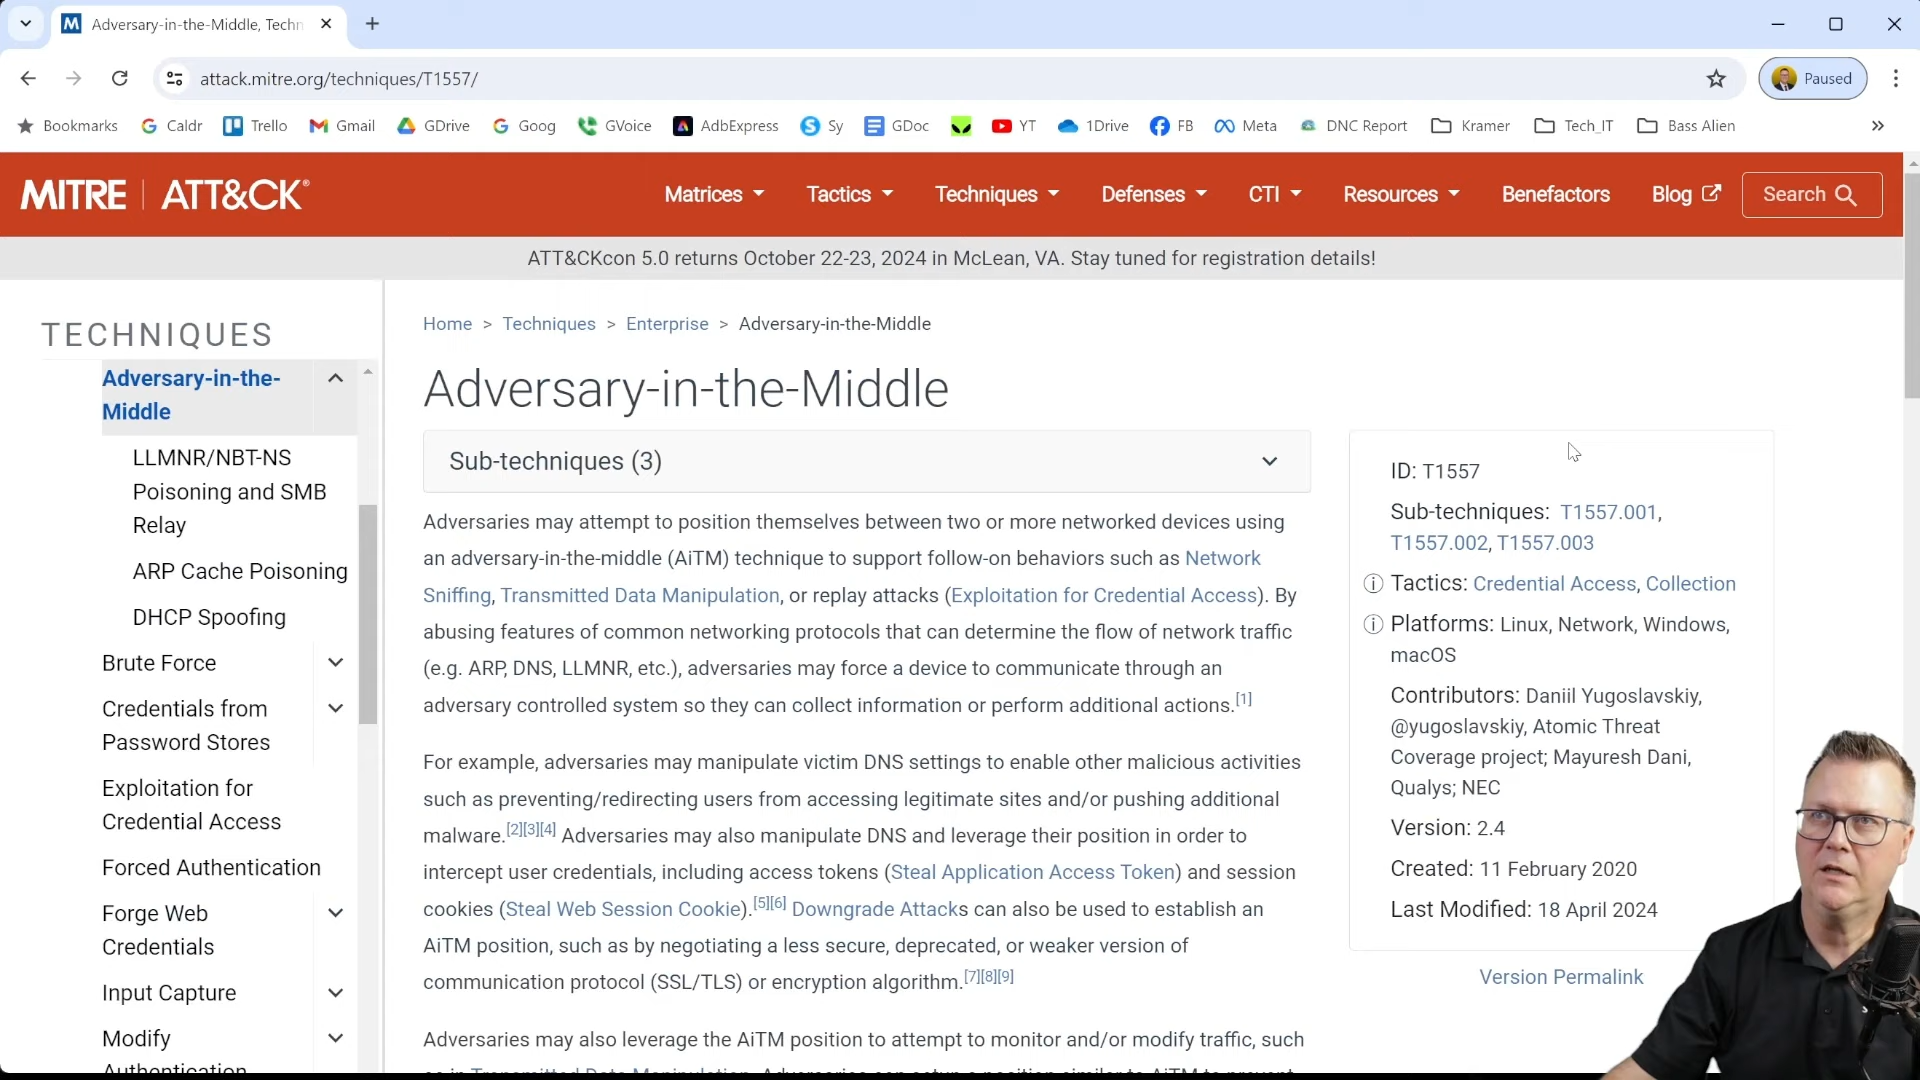 Adversary-in-the-Middle, Techn
attack.mitre.org/techniques/T1557/
Paused
Bookmarks Caldr Trello Gmail GDrive Goog GVoice AdbExpress Sy GDoc YT 1Drive FB Meta DNC Report Kramer Tech_IT Bass Alien »
MITRE | ATT&CK®
Matrices Tactics Techniques Defenses CTI Resources Benefactors Blog Search
ATT&CKcon 5.0 returns October 22-23, 2024 in McLean, VA. Stay tuned for registration details!
TECHNIQUES
Adversary-in-the-
Middle
LLMNR/NBT-NS
Poisoning and SMB
Relay
ARP Cache Poisoning
DHCP Spoofing
Brute Force
Credentials from
Password Stores
Exploitation for
Credential Access
Forced Authentication
Forge Web
Credentials
Input Capture
Modify
Authentication
Home > Techniques > Enterprise > Adversary-in-the-Middle
Adversary-in-the-Middle
Sub-techniques (3)
Adversaries may attempt to position themselves between two or more networked devices using
an adversary-in-the-middle (AiTM) technique to support follow-on behaviors such as Network
Sniffing, Transmitted Data Manipulation, or replay attacks (Exploitation for Credential Access). By
abusing features of common networking protocols that can determine the flow of network traffic
(e.g. ARP, DNS, LLMNR, etc.), adversaries may force a device to communicate through an
adversary controlled system so they can collect information or perform additional actions.[1]
For example, adversaries may manipulate victim DNS settings to enable other malicious activities
such as preventing/redirecting users from accessing legitimate sites and/or pushing additional
malware.[2][3][4] Adversaries may also manipulate DNS and leverage their position in order to
intercept user credentials, including access tokens (Steal Application Access Token) and session
cookies (Steal Web Session Cookie).[5][6] Downgrade Attacks can also be used to establish an
AiTM position, such as by negotiating a less secure, deprecated, or weaker version of
communication protocol (SSL/TLS) or encryption algorithm.[7][8][9]
Adversaries may also leverage the AiTM position to attempt to monitor and/or modify traffic, such
as in Transmitted Data Manipulation. Adversaries can setup a position similar to AiTM to prevent
ID: T1557
Sub-techniques: T1557.001,
T1557.002, T1557.003
Tactics: Credential Access, Collection
Platforms: Linux, Network, Windows,
macOS
Contributors: Daniil Yugoslavskiy,
@yugoslavskiy, Atomic Threat
Coverage project; Mayuresh Dani,
Qualys; NEC
Version: 2.4
Created: 11 February 2020
Last Modified: 18 April 2024
Version Permalink